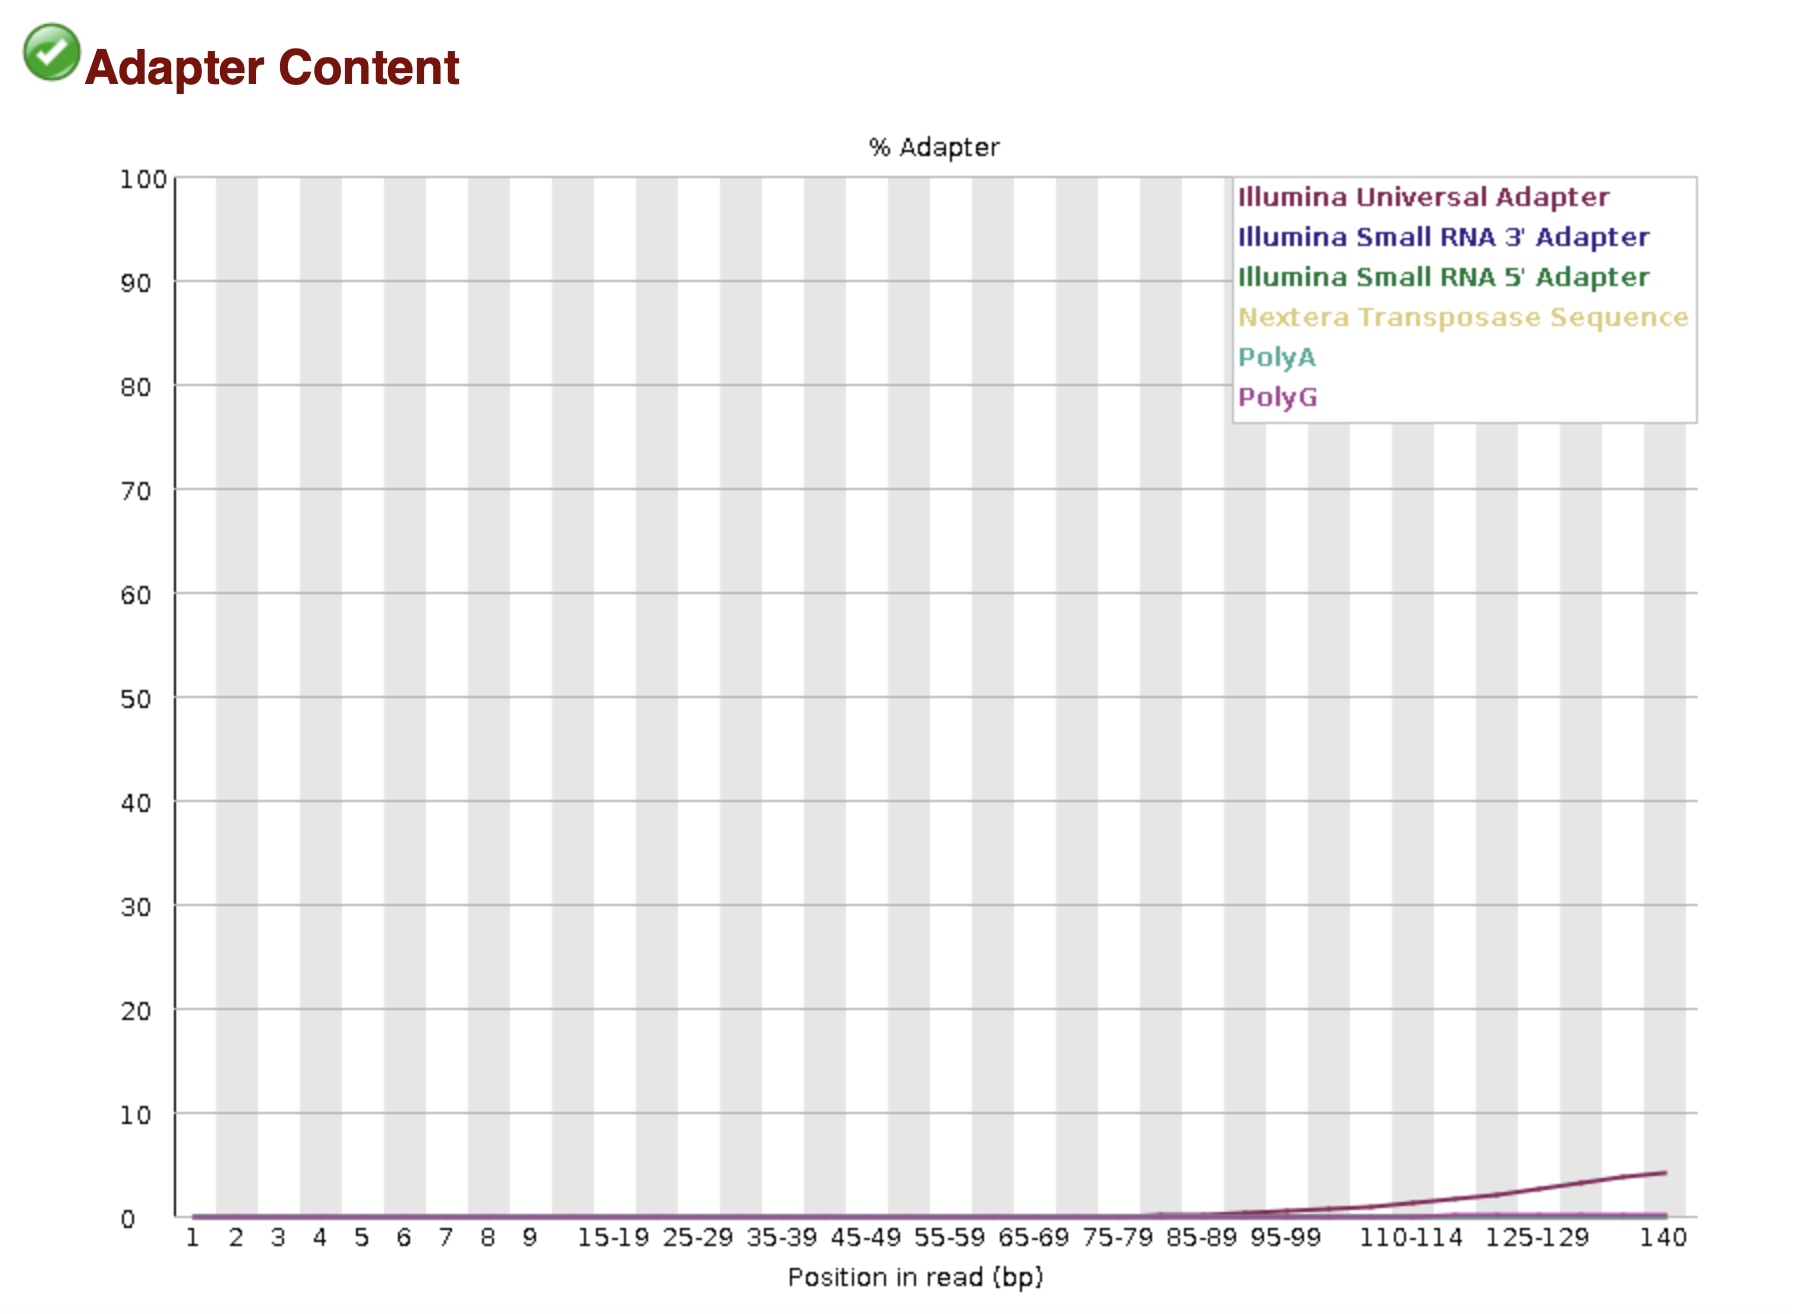 Adapter Content
% Adapter
100
90
80
70
60
50
40
30
20
10
0
Illumina Universal Adapter
Illumina Small RNA 3' Adapter
Illumina Small RNA 5' Adapter
Nextera Transposase Sequence
PolyA
PolyG
1 2 3 4 5 6 7 8 9 15-19 25-29 35-39 45-49 55-59 65-69 75-79 85-89 95-99 110-114 125-129 140
Position in read (bp)